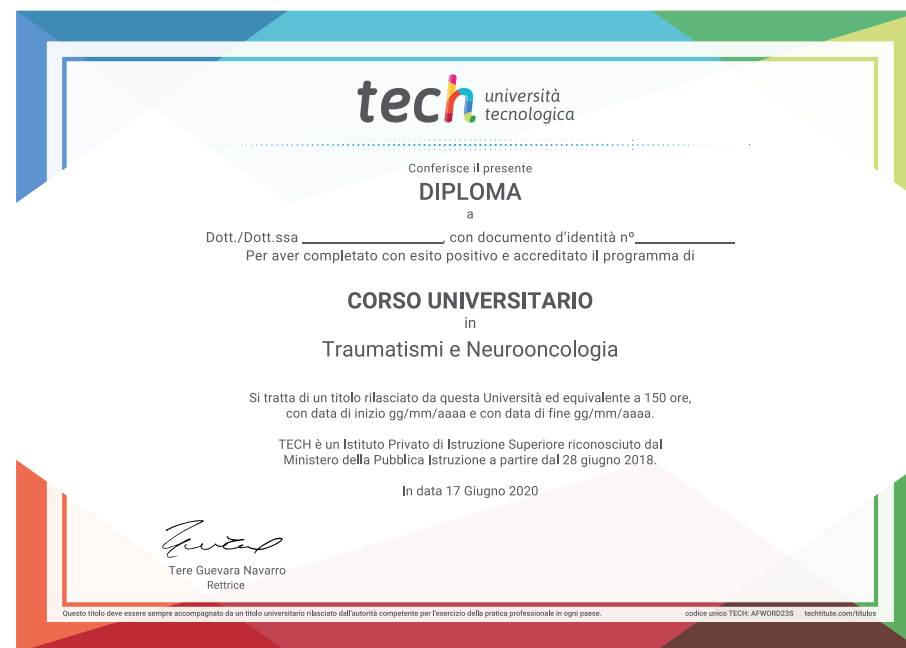 tech università
tecnologica
Conferisce il presente
DIPLOMA
a
Dott./Dott.ssa ____________________, con documento d'identità nº______________
Per aver completato con esito positivo e accreditato il programma di
CORSO UNIVERSITARIO
in
Traumatismi e Neurooncologia
Si tratta di un titolo rilasciato da questa Università ed equivalente a 150 ore,
con data di inizio gg/mm/aaaa e con data di fine gg/mm/aaaa.
TECH è un Istituto Privato di Istruzione Superiore riconosciuto dal
Ministero della Pubblica Istruzione a partire dal 28 giugno 2018.
In data 17 Giugno 2020
Tere Guevara Navarro
Rettrice
Questo titolo deve essere sempre accompagnato da un titolo universitario rilasciato dall'autorità competente per l'esercizio della pratica professionale in ogni paese. codice unico TECH: AFWORD23S techtitute.com/titulos